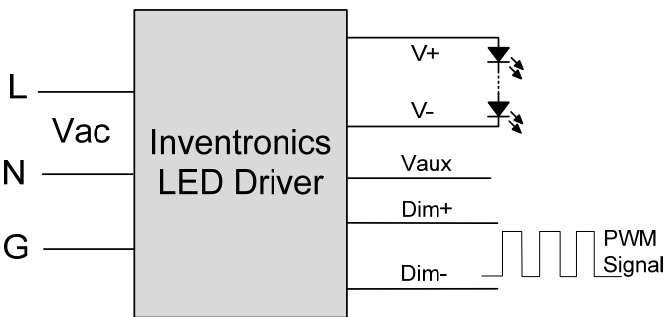 L
Vac
N
G
Inventronics
LED Driver
V+
V-
Vaux
Dim+
Dim-
PWM
Signal